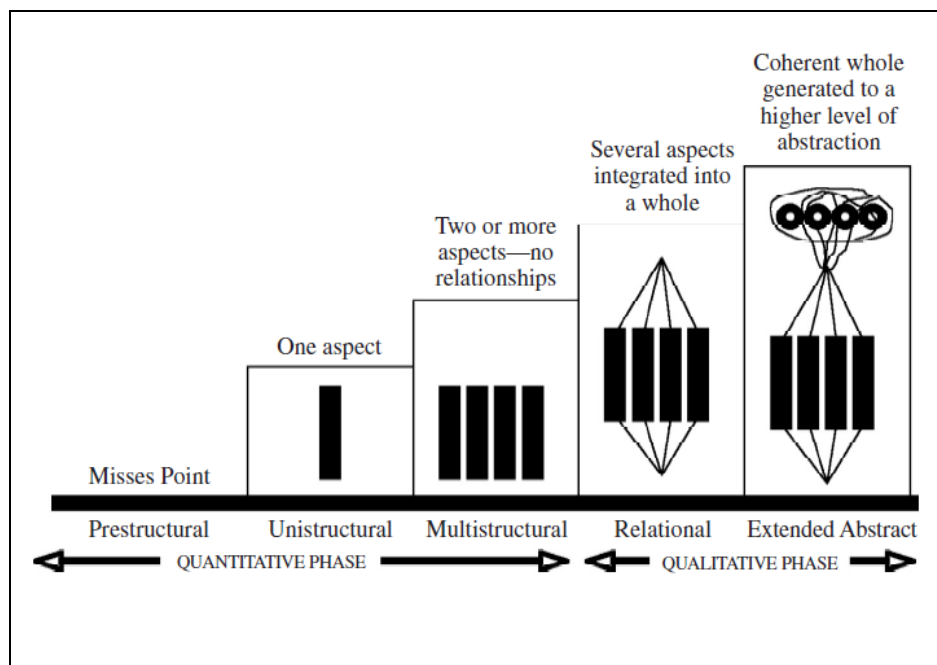 Coherent whole
generated to a
higher level of
abstraction
Several aspects
integrated into
a whole
Two or more
aspects—no
relationships
One aspect
Misses Point
Prestructural
Unistructural
Multistructural
Relational
Extended Abstract
QUANTITATIVE PHASE
QUALITATIVE PHASE